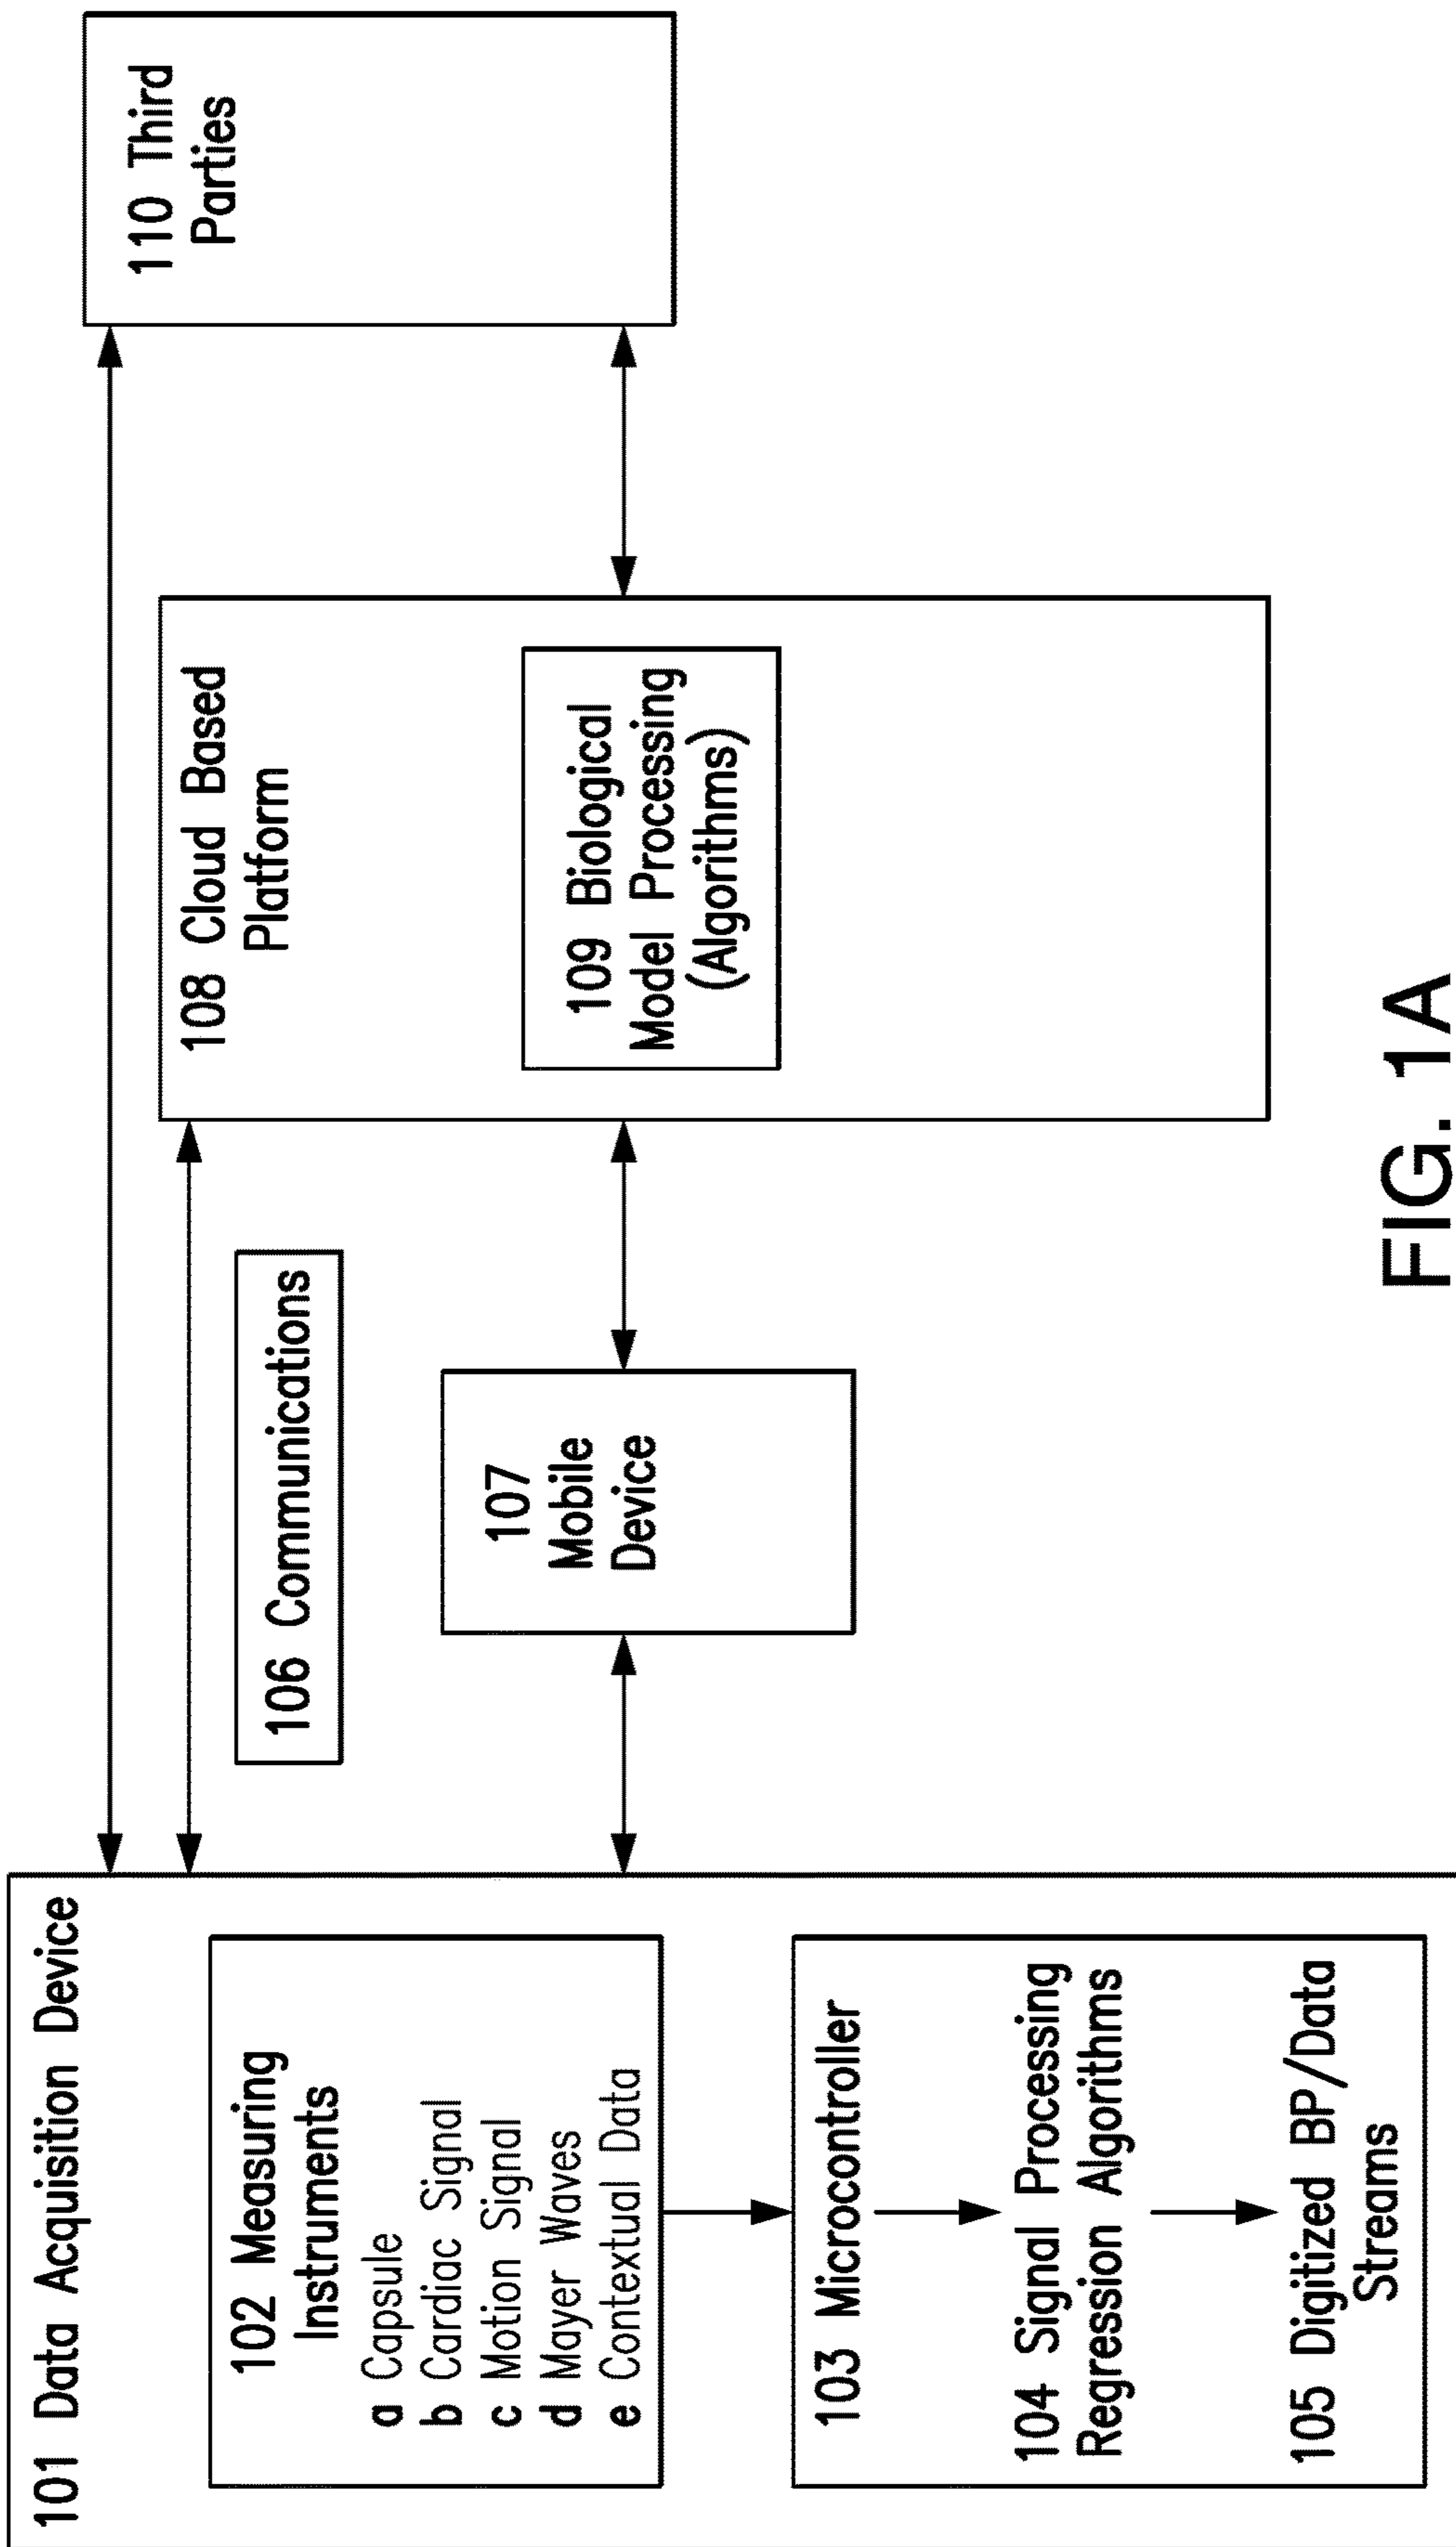 101 Data Acquisition Device
102 Measuring
Instruments
a Capsule
b Cardiac Signal
c Motion Signal
d Mayer Waves
e Contextual Data
103 Microcontroller
104 Signal Processing
Regression Algorithms
105 Digitized BP/Data
Streams
106 Communications
107
Mobile
Device
108 Cloud Based
Platform
109 Biological
Model Processing
(Algorithms)
110 Third
Parties
FIG. 1A